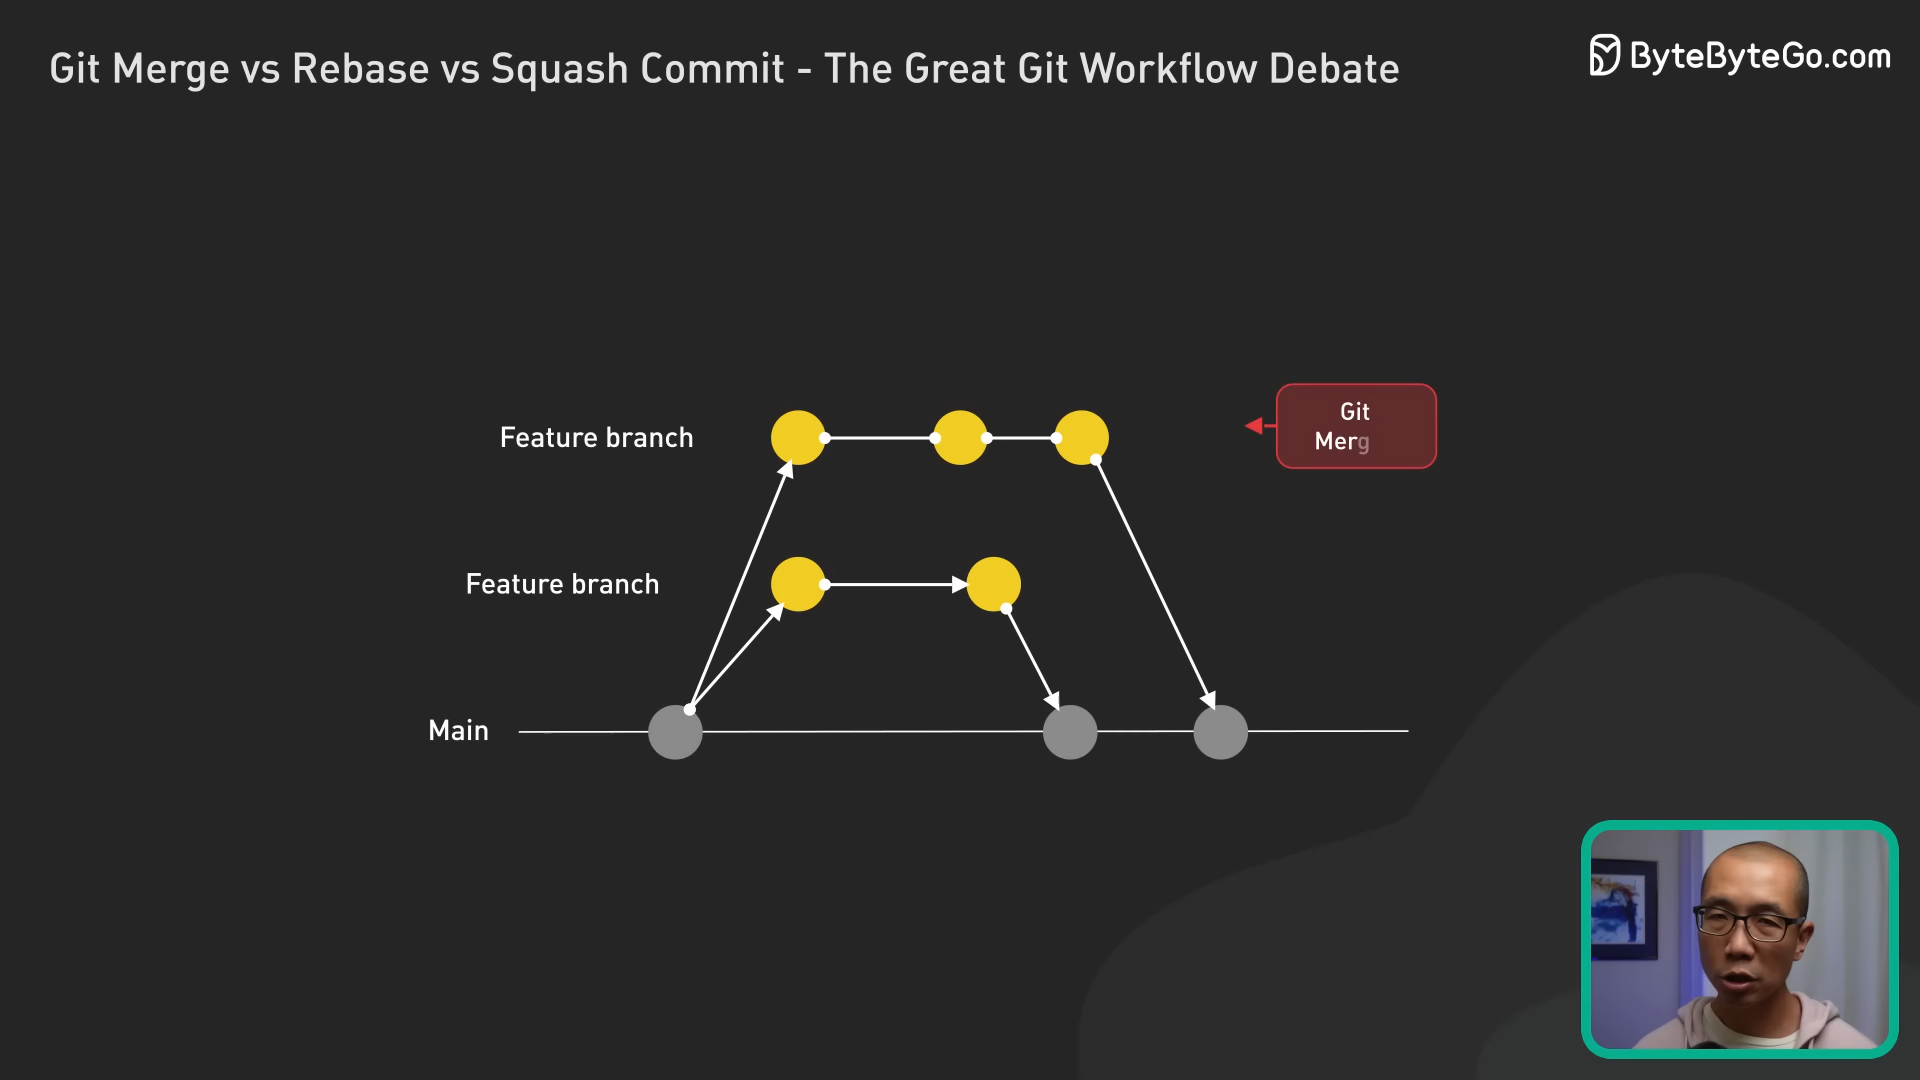 Git Merge vs Rebase vs Squash Commit - The Great Git Workflow Debate
ByteByteGo.com
Feature branch
Git
Merg
Feature branch
Main